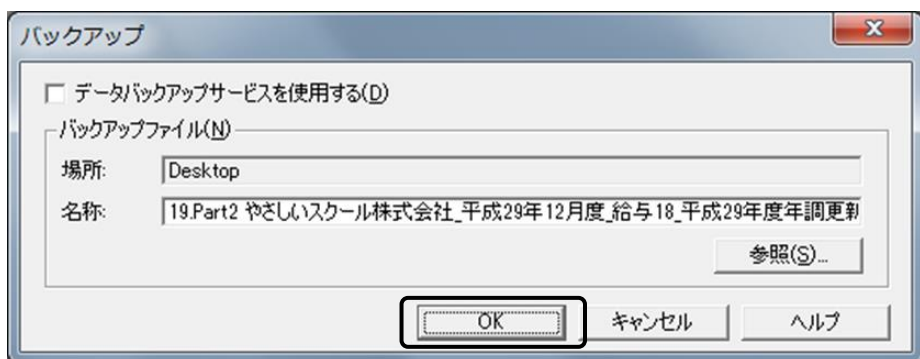 バックアップ
データバックアップサービスを使用する(D)
バックアップファイル(N)
場所: Desktop
名称: 19.Part2 やさしいスクール株式会社_平成29年12月度_給与18_平成29年度年調更新
参照(S)...
OK キャンセル ヘルプ